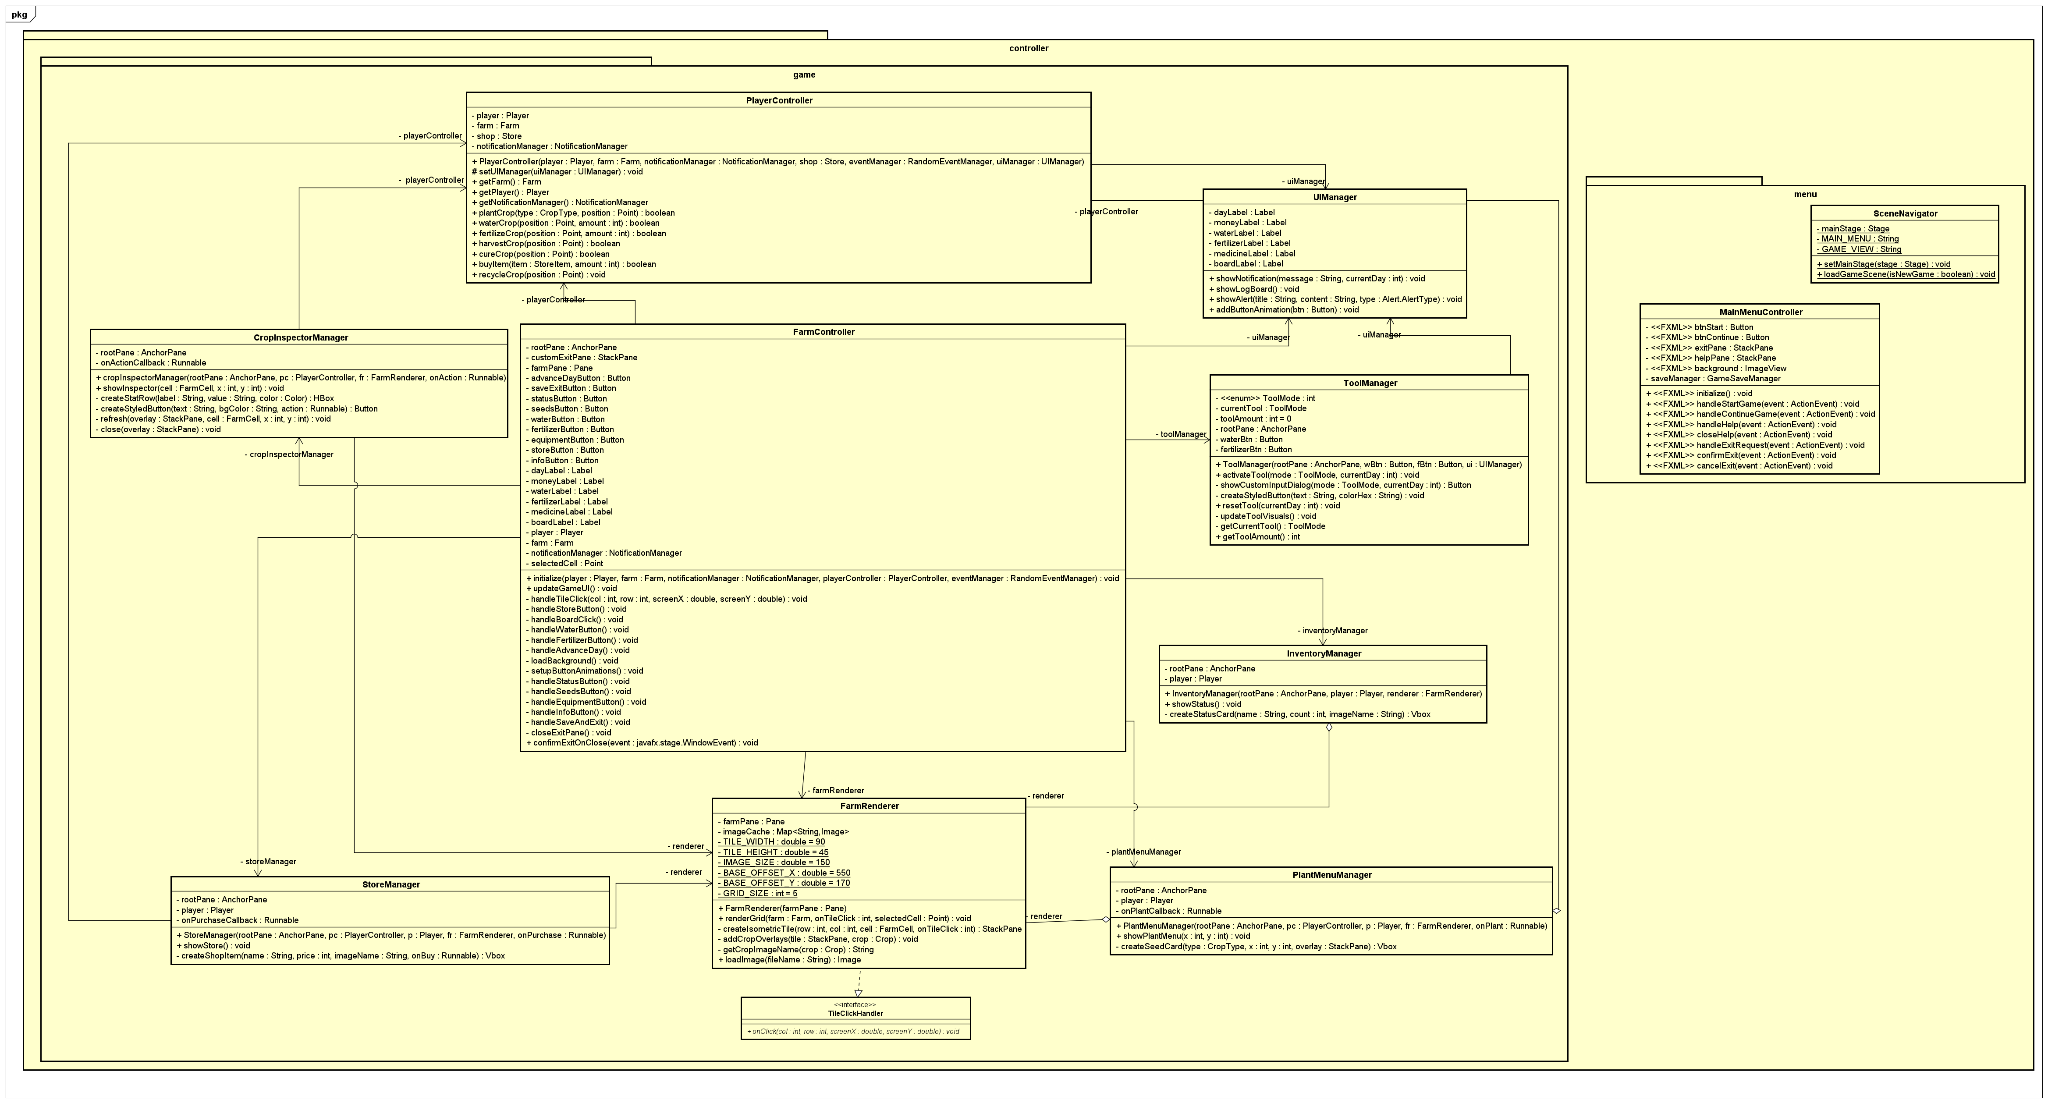 pkg
controller
game
PlayerController
- player : Player
- farm : Farm
- shop : Store
- notificationManager : NotificationManager
+ PlayerController(player : Player, farm : Farm, notificationManager : NotificationManager, shop : Store, eventManager : RandomEventManager, uiManager : UIManager)
# setUIManager(uiManager : UIManager) : void
+ getFarm() : Farm
+ getPlayer() : Player
+ getNotificationManager() : NotificationManager
+ plantCrop(type : CropType, position : Point) : boolean
+ waterCrop(position : Point, amount : int) : boolean
+ fertilizeCrop(position : Point, amount : int) : boolean
+ harvestCrop(position : Point) : boolean
+ cureCrop(position : Point) : boolean
+ buyItem(item : StoreItem, amount : int) : boolean
+ recycleCrop(position : Point) : void
- playerController
- playerController
- playerController
- playerController
- uiManager
UIManager
- dayLabel : Label
- moneyLabel : Label
- waterLabel : Label
- fertilizerLabel : Label
- medicineLabel : Label
- boardLabel : Label
+ showNotification(message : String, currentDay : int) : void
+ showLogBoard() : void
+ showAlert(title : String, content : String, type : Alert.AlertType) : void
+ addButtonAnimation(btn : Button) : void
- uiManager
- uiManager
menu
SceneNavigator
- mainStage : Stage
- MAIN_MENU : String
- GAME_VIEW : String
+ setMainStage(stage : Stage) : void
+ loadGameScene(isNewGame : boolean) : void
MainMenuController
- <<FXML>> btnStart : Button
- <<FXML>> btnContinue : Button
- <<FXML>> exitPane : StackPane
- <<FXML>> helpPane : StackPane
- <<FXML>> background : ImageView
- saveManager : GameSaveManager
+ <<FXML>> initialize() : void
+ <<FXML>> handleStartGame(event : ActionEvent) : void
+ <<FXML>> handleContinueGame(event : ActionEvent) : void
+ <<FXML>> handleHelp(event : ActionEvent) : void
+ <<FXML>> closeHelp(event : ActionEvent) : void
+ <<FXML>> handleExitRequest(event : ActionEvent) : void
+ <<FXML>> confirmExit(event : ActionEvent) : void
+ <<FXML>> cancelExit(event : ActionEvent) : void
CropInspectorManager
- rootPane : AnchorPane
- onActionCallback : Runnable
+ cropInspectorManager(rootPane : AnchorPane, pc : PlayerController, fr : FarmRenderer, onAction : Runnable)
+ showInspector(cell : FarmCell, x : int, y : int) : void
- createStatRow(label : String, value : String, color : Color) : HBox
- createStyledButton(text : String, bgColor : String, action : Runnable) : Button
- refresh(overlay : StackPane, cell : FarmCell, x : int, y : int) : void
- close(overlay : StackPane) : void
- cropInspectorManager
FarmController
- rootPane : AnchorPane
- customExitPane : StackPane
- farmPane : Pane
- advanceDayButton : Button
- saveExitButton : Button
- statusButton : Button
- seedsButton : Button
- waterButton : Button
- fertilizerButton : Button
- equipmentButton : Button
- storeButton : Button
- infoButton : Button
- dayLabel : Label
- moneyLabel : Label
- waterLabel : Label
- fertilizerLabel : Label
- medicineLabel : Label
- boardLabel : Label
- player : Player
- farm : Farm
- notificationManager : NotificationManager
- selectedCell : Point
+ initialize(player : Player, farm : Farm, notificationManager : NotificationManager, playerController : PlayerController, eventManager : RandomEventManager) : void
+ updateGameUI() : void
- handleTileClick(col : int, row : int, screenX : double, screenY : double) : void
- handleStoreButton() : void
- handleBoardClick() : void
- handleWaterButton() : void
- handleFertilizerButton() : void
- handleAdvanceDay() : void
- loadBackground() : void
- setupButtonAnimations() : void
- handleStatusButton() : void
- handleSeedsButton() : void
- handleEquipmentButton() : void
- handleInfoButton() : void
- handleSaveAndExit() : void
- closeExitPane() : void
+ confirmExitOnClose(event : javafx.stage.WindowEvent) : void
- toolManager
ToolManager
- <<enum>> ToolMode : int
- currentTool : ToolMode
- toolAmount : int = 0
- rootPane : AnchorPane
- waterBtn : Button
- fertilizerBtn : Button
+ ToolManager(rootPane : AnchorPane, wBtn : Button, fBtn : Button, ui : UIManager)
+ activateTool(mode : ToolMode, currentDay : int) : void
- showCustomInputDialog(mode : ToolMode, currentDay : int) : Button
- createStyledButton(text : String, colorHex : String) : void
+ resetTool(currentDay : int) : void
- updateToolVisuals() : void
- getCurrentTool() : ToolMode
+ getToolAmount() : int
- inventoryManager
InventoryManager
- rootPane : AnchorPane
- player : Player
+ InventoryManager(rootPane : AnchorPane, player : Player, renderer : FarmRenderer)
+ showStatus() : void
- createStatusCard(name : String, count : int, imageName : String) : Vbox
- farmRenderer
- renderer
- renderer
- renderer
- renderer
FarmRenderer
- farmPane : Pane
- imageCache : Map<String,Image>
- TILE_WIDTH : double = 90
- TILE_HEIGHT : double = 45
- IMAGE_SIZE : double = 150
- BASE_OFFSET_X : double = 550
- BASE_OFFSET_Y : double = 170
- GRID_SIZE : int = 5
+ FarmRenderer(farmPane : Pane)
+ renderGrid(farm : Farm, onTileClick : int, selectedCell : Point) : void
- createIsometricTile(row : int, col : int, cell : FarmCell, onTileClick : int) : StackPane
- addCropOverlays(tile : StackPane, crop : Crop) : void
- getCropImageName(crop : Crop) : String
+ loadImage(fileName : String) : Image
- storeManager
StoreManager
- rootPane : AnchorPane
- player : Player
- onPurchaseCallback : Runnable
+ StoreManager(rootPane : AnchorPane, pc : PlayerController, p : Player, fr : FarmRenderer, onPurchase : Runnable)
+ showStore() : void
- createShopItem(name : String, price : int, imageName : String, onBuy : Runnable) : Vbox
- plantMenuManager
PlantMenuManager
- rootPane : AnchorPane
- player : Player
- onPlantCallback : Runnable
+ PlantMenuManager(rootPane : AnchorPane, pc : PlayerController, p : Player, fr : FarmRenderer, onPlant : Runnable)
+ showPlantMenu(x : int, y : int) : void
- createSeedCard(type : CropType, x : int, y : int, overlay : StackPane) : Vbox
<<interface>>
TileClickHandler
+ onClick(col : int, row : int, screenX : double, screenY : double) : void